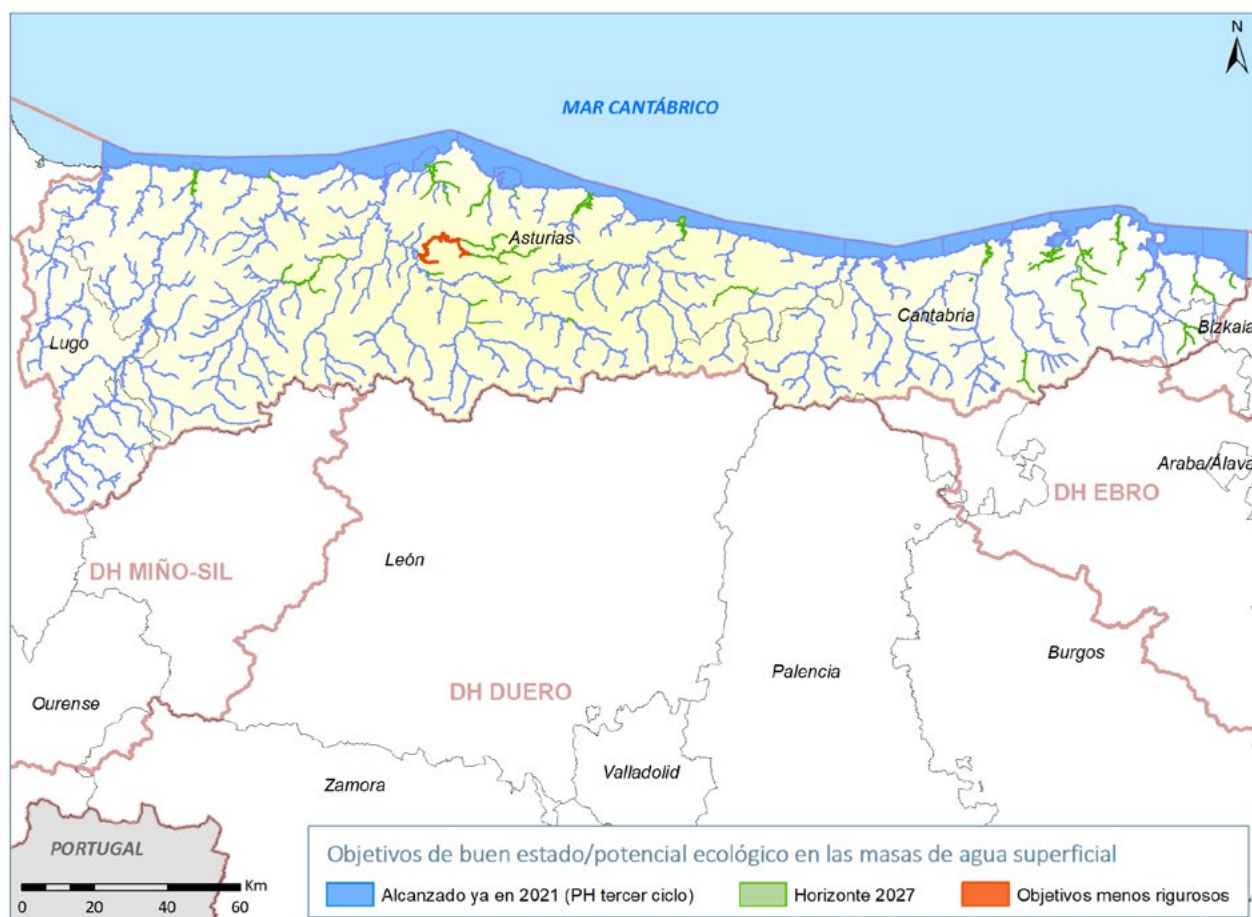 N
MAR CANTÁBRICO
Asturias
Cantabria
Bizkaia
Lugo
Araba/Álava
DH EBRO
León
DH MIÑO-SIL
Burgos
Palencia
DH DUERO
Ourense
Valladolid
Zamora
PORTUGAL
Km
0 20 40 60
Objetivos de buen estado/potencial ecológico en las masas de agua superficial
Alcanzado ya en 2021 (PH tercer ciclo) Horizonte 2027 Objetivos menos rigurosos